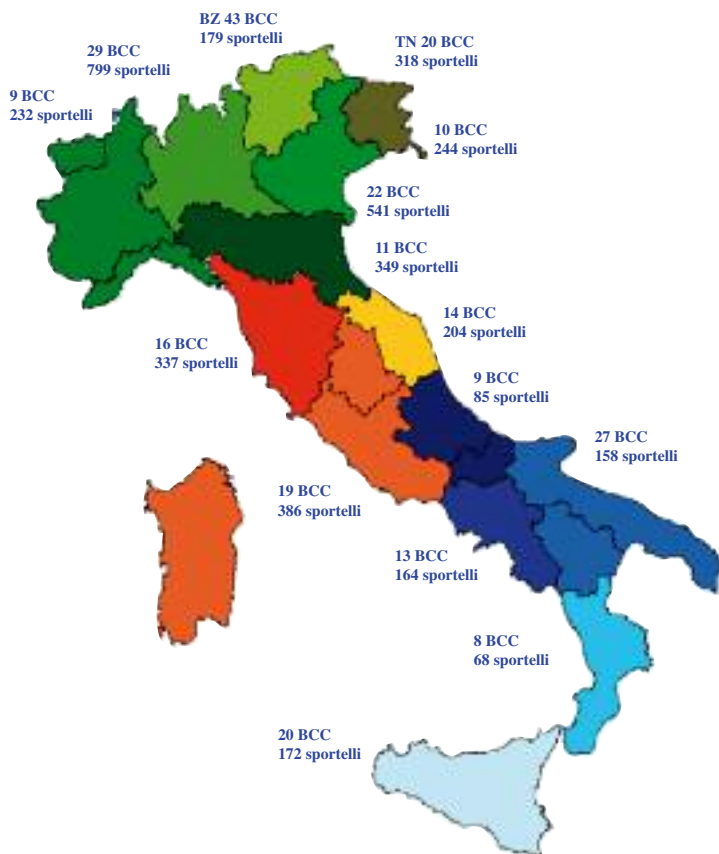 BZ 43 BCC
179 sportelli
TN 20 BCC
318 sportelli
29 BCC
799 sportelli
9 BCC
232 sportelli
10 BCC
244 sportelli
22 BCC
541 sportelli
11 BCC
349 sportelli
14 BCC
204 sportelli
16 BCC
337 sportelli
9 BCC
85 sportelli
27 BCC
158 sportelli
19 BCC
386 sportelli
13 BCC
164 sportelli
8 BCC
68 sportelli
20 BCC
172 sportelli